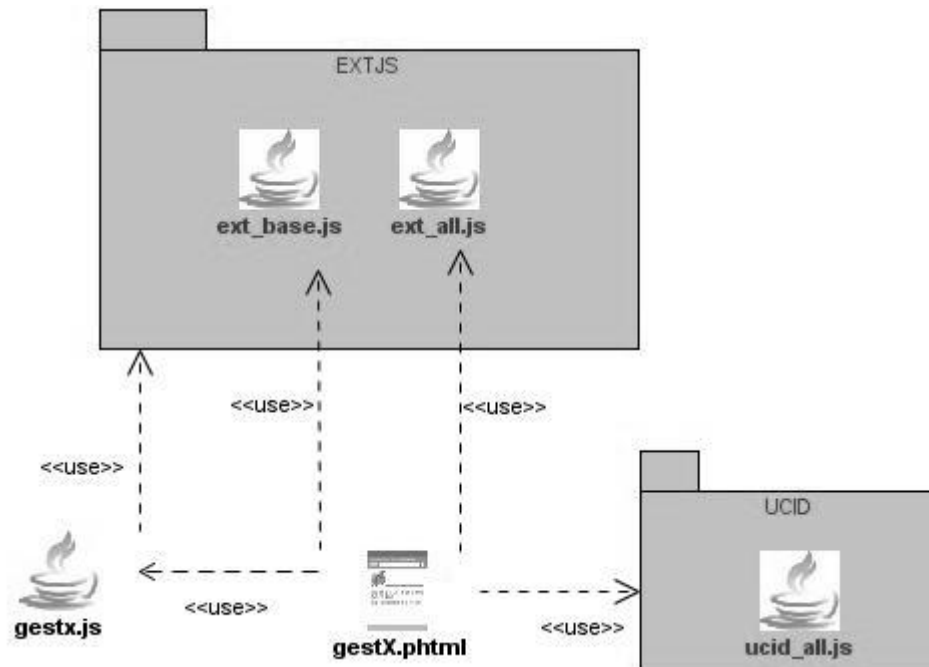 EXTJS
ext_base.js
ext_all.js
<<use>>
<<use>>
<<use>>
UCID
gestx.js
<<use>>
gestX.phtml
<<use>>
ucid_all.js